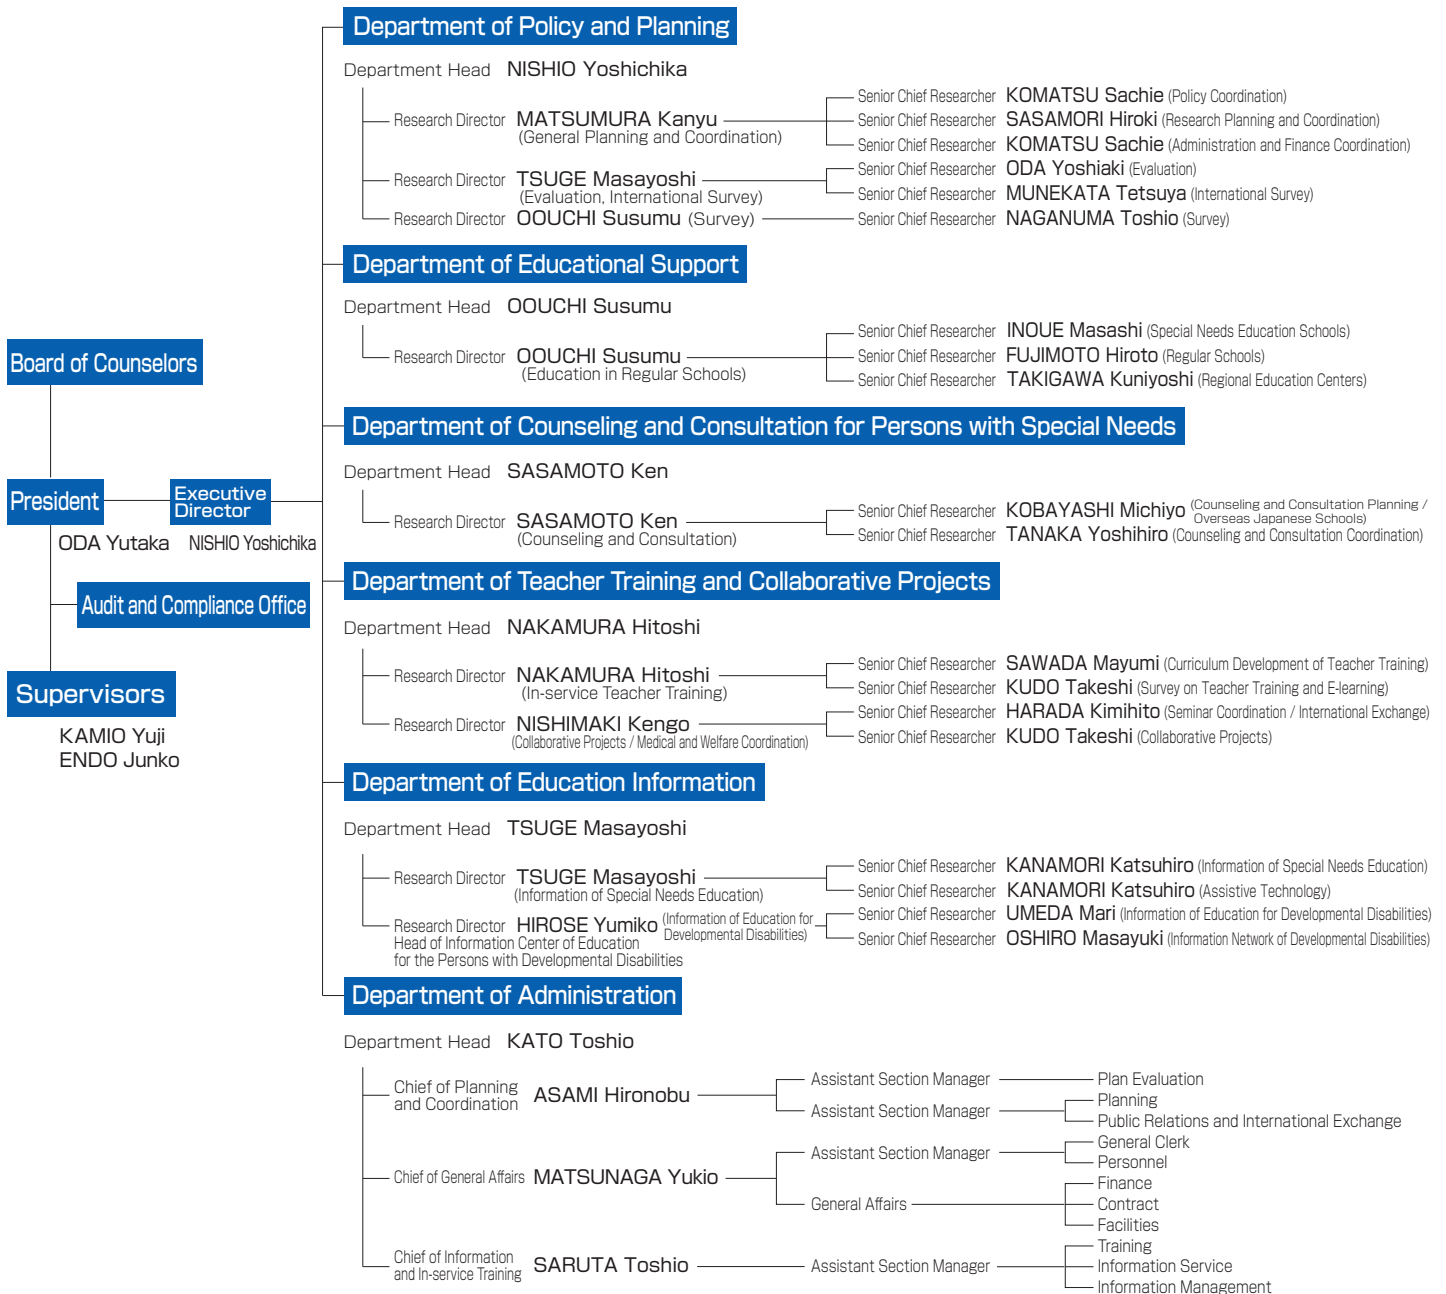 Board of Counselors
President
Executive
Director
ODA Yutaka
NISHIO Yoshichika
Audit and Compliance Office
Supervisors
KAMIO Yuji
ENDO Junko
Department of Policy and Planning
Department Head NISHIO Yoshichika
Research Director MATSUMURA Kanyu
(General Planning and Coordination)
Senior Chief Researcher KOMATSU Sachie (Policy Coordination)
Senior Chief Researcher SASAMORI Hiroki (Research Planning and Coordination)
Senior Chief Researcher KOMATSU Sachie (Administration and Finance Coordination)
Research Director TSUGE Masayoshi
(Evaluation, International Survey)
Senior Chief Researcher ODA Yoshiaki (Evaluation)
Senior Chief Researcher MUNEKATA Tetsuya (International Survey)
Research Director OOUCHI Susumu (Survey)
Senior Chief Researcher NAGANUMA Toshio (Survey)
Department of Educational Support
Department Head OOUCHI Susumu
Research Director OOUCHI Susumu
(Education in Regular Schools)
Senior Chief Researcher INOUE Masashi (Special Needs Education Schools)
Senior Chief Researcher FUJIMOTO Hiroto (Regular Schools)
Senior Chief Researcher TAKIGAWA Kuniyoshi (Regional Education Centers)
Department of Counseling and Consultation for Persons with Special Needs
Department Head SASAMOTO Ken
Research Director SASAMOTO Ken
(Counseling and Consultation)
Senior Chief Researcher KOBAYASHI Michiyo (Counseling and Consultation Planning /
Overseas Japanese Schools)
Senior Chief Researcher TANAKA Yoshihiro (Counseling and Consultation Coordination)
Department of Teacher Training and Collaborative Projects
Department Head NAKAMURA Hitoshi
Research Director NAKAMURA Hitoshi
(In-service Teacher Training)
Senior Chief Researcher SAWADA Mayumi (Curriculum Development of Teacher Training)
Senior Chief Researcher KUDO Takeshi (Survey on Teacher Training and E-learning)
Research Director NISHIMAKI Kengo
(Collaborative Projects / Medical and Welfare Coordination)
Senior Chief Researcher HARADA Kimihito (Seminar Coordination / International Exchange)
Senior Chief Researcher KUDO Takeshi (Collaborative Projects)
Department of Education Information
Department Head TSUGE Masayoshi
Research Director TSUGE Masayoshi
(Information of Special Needs Education)
Senior Chief Researcher KANAMORI Katsuhiro (Information of Special Needs Education)
Senior Chief Researcher KANAMORI Katsuhiro (Assistive Technology)
Research Director HIROSE Yumiko (Information of Education for
Developmental Disabilities)
Head of Information Center of Education
for the Persons with Developmental Disabilities
Senior Chief Researcher UMEDA Mari (Information of Education for Developmental Disabilities)
Senior Chief Researcher OSHIRO Masayuki (Information Network of Developmental Disabilities)
Department of Administration
Department Head KATO Toshio
Chief of Planning
and Coordination
ASAMI Hironobu
Assistant Section Manager
Plan Evaluation
Assistant Section Manager
Planning
Public Relations and International Exchange
Chief of General Affairs MATSUNAGA Yukio
Assistant Section Manager
General Clerk
Personnel
General Affairs
Finance
Contract
Facilities
Chief of Information
and In-service Training
SARUTA Toshio
Assistant Section Manager
Training
Information Service
Information Management